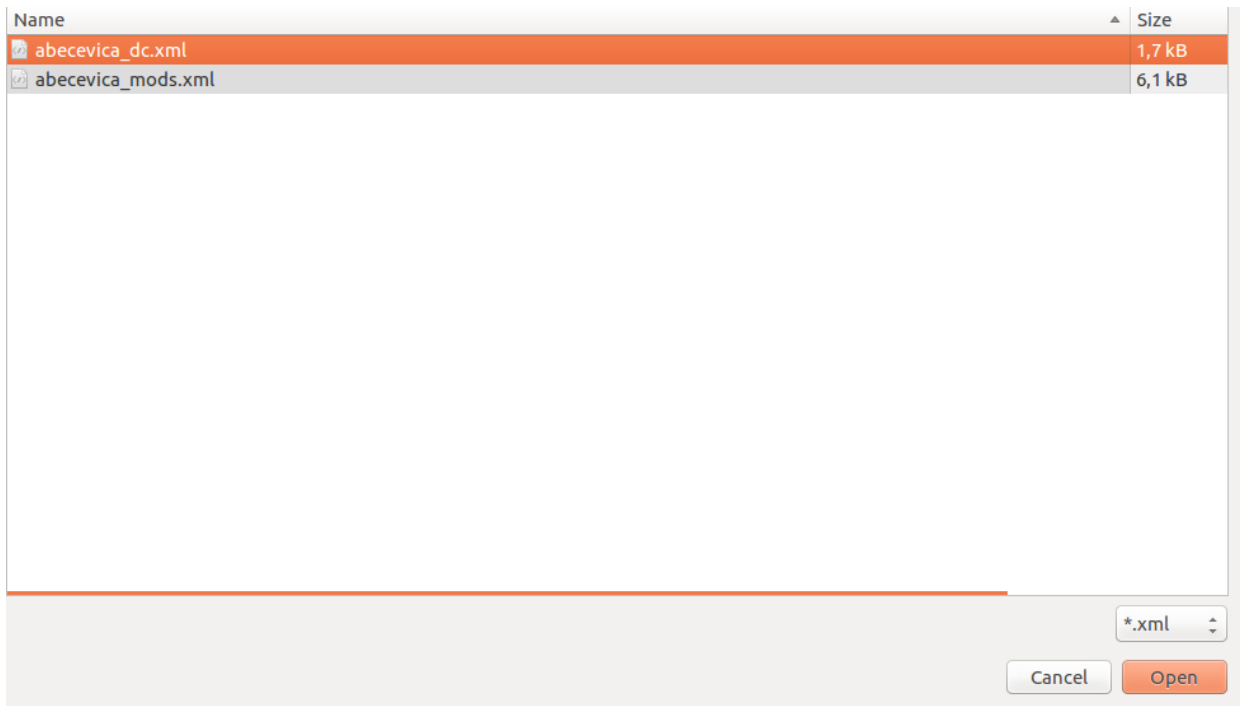 Name Size
abecevica_dc.xml 1,7 kB
abecevica_mods.xml 6,1 kB
*.xml
Cancel Open